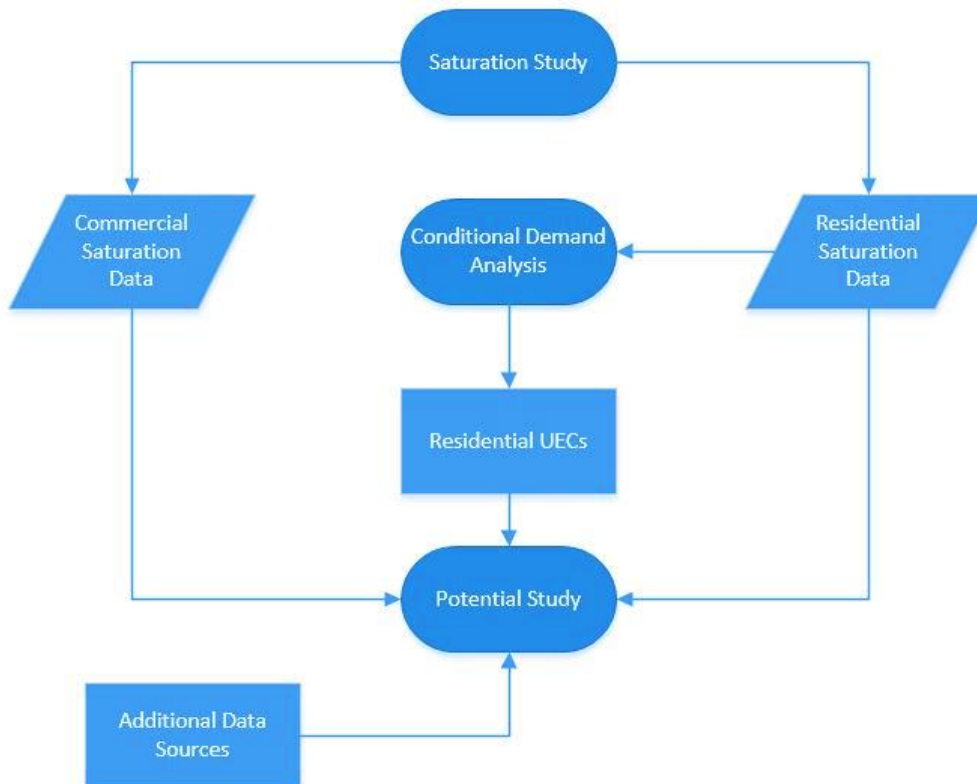 Saturation Study
Commercial
Saturation
Data
Conditional Demand
Analysis
Residential
Saturation
Data
Residential UECs
Potential Study
Additional Data
Sources